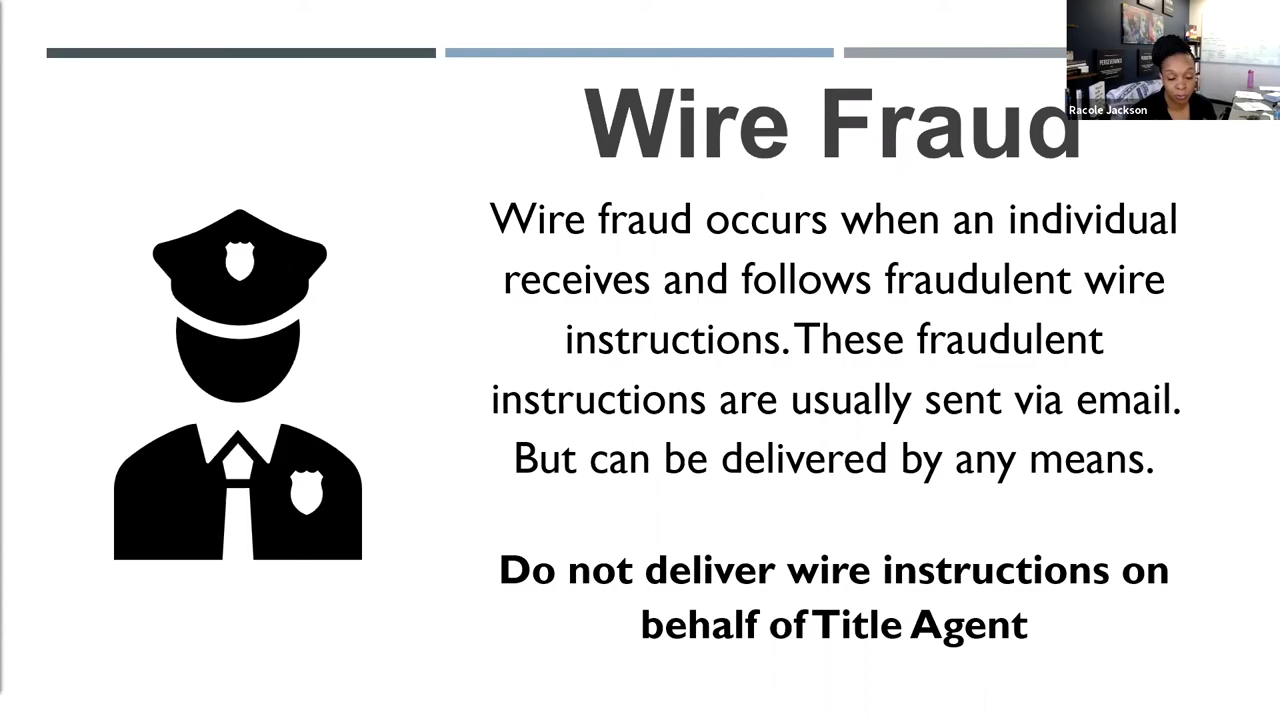 Wire Fraud
Racole Jackson
Wire fraud occurs when an individual
receives and follows fraudulent wire
instructions. These fraudulent
instructions are usually sent via email.
But can be delivered by any means.
Do not deliver wire instructions on
behalf of Title Agent
PERSEVERANCE